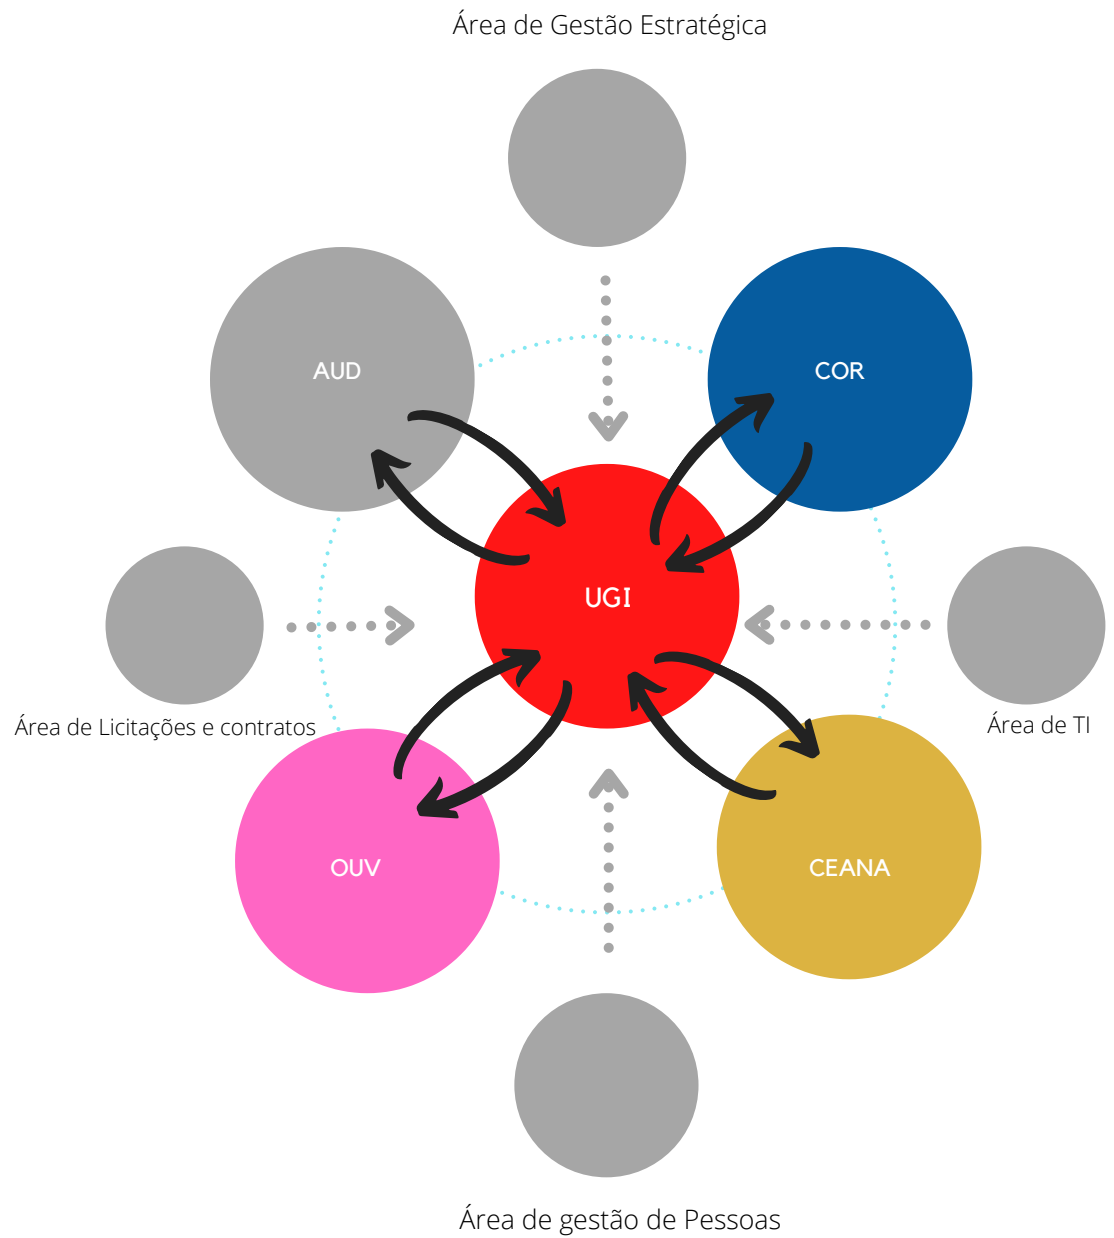 Área de Gestão Estratégica
AUD
COR
UGI
Área de Licitações e contratos
Área de TI
OUV
CEANA
Área de gestão de Pessoas